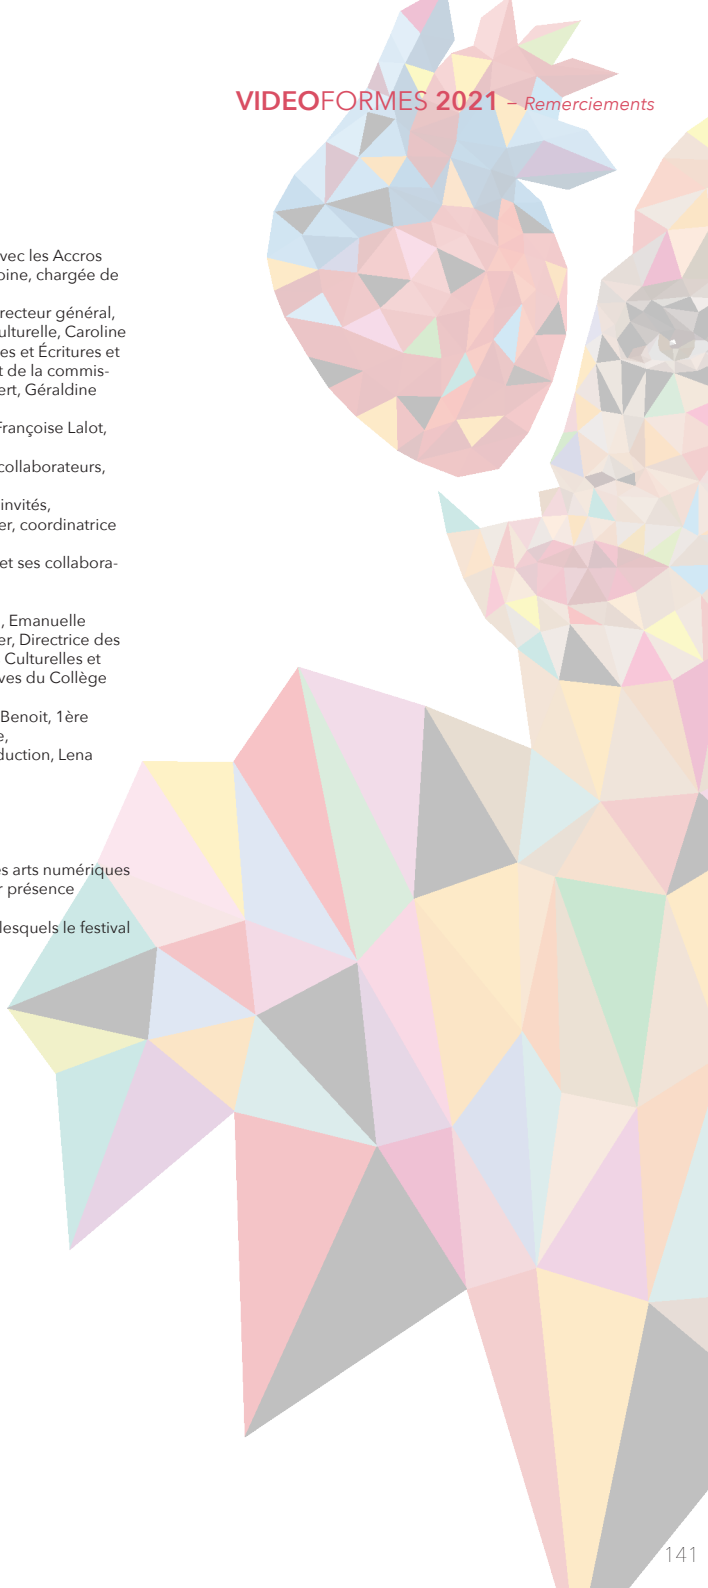 VIDEOFORMES 2021 – Remerciements
vec les Accros
oine, chargée de
recteur général,
ulturelle, Caroline
es et Écritures et
t de la commis-
ert, Géraldine
Françoise Lalot,
collaborateurs,
invités,
er, coordinatrice
et ses collabora-
, Emanuelle
er, Directrice des
Culturelles et
ves du Collège
Benoit, 1ère
e,
duction, Lena
es arts numériques
r présence
lesquels le festival
141